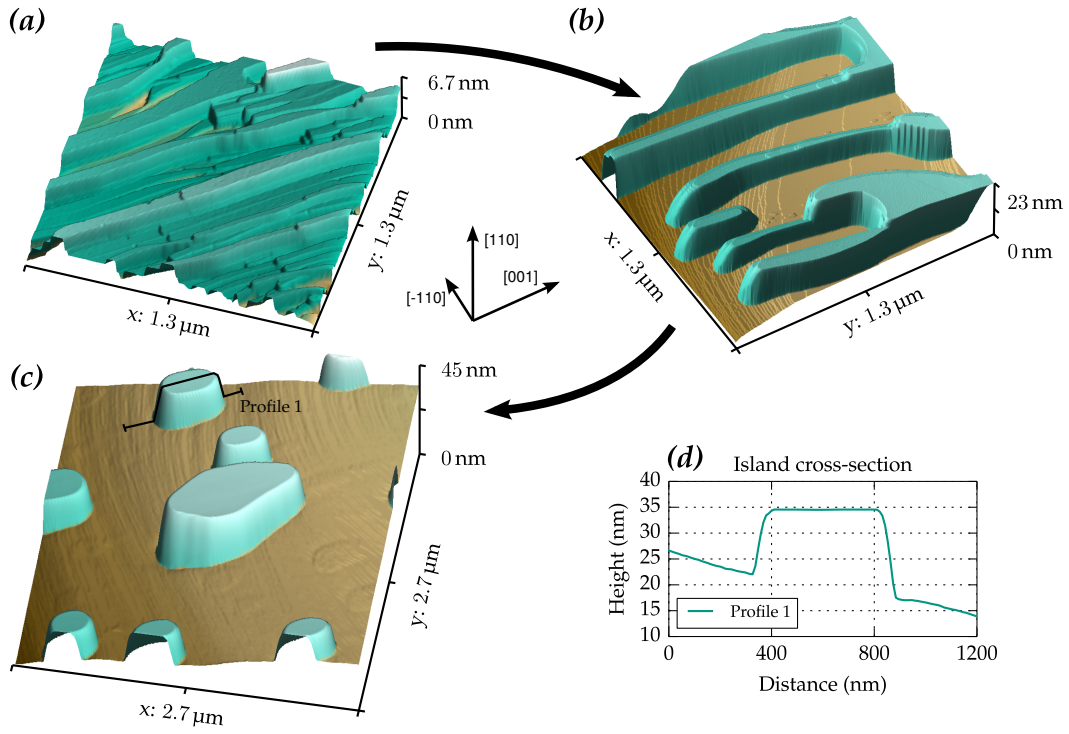 (a)
6.7 nm
0 nm
y: 1.3 µm
x: 1.3 µm
(b)
23 nm
0 nm
x: 1.3 µm
y: 1.3 µm
[110]
[001]
[-110]
(c)
45 nm
0 nm
Profile 1
y: 2.7 µm
x: 2.7 µm
(d)
Island cross-section
Height (nm)
40
35
30
25
20
15
10
Profile 1
0 400 800 1200
Distance (nm)